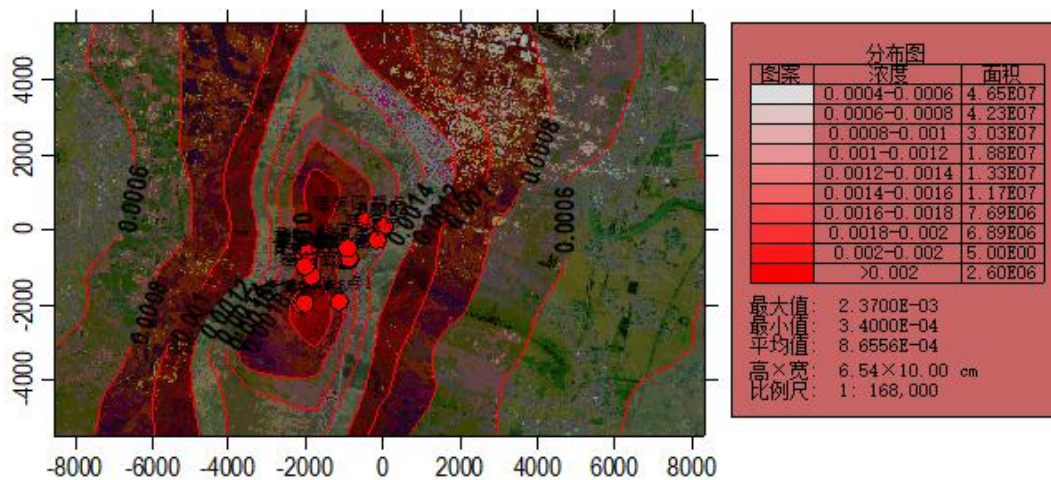 4000
2000
0
-2000
-4000
-8000 -6000 -4000 -2000 0 2000 4000 6000 8000
0.0006
0.0008
0.001
0.0012
0.0014
0.001
0.0008
0.0006
分布图
图案 浓度 面积
0.0004-0.0006 4.65E07
0.0006-0.0008 4.23E07
0.0008-0.001 3.03E07
0.001-0.0012 1.88E07
0.0012-0.0014 1.33E07
0.0014-0.0016 1.17E07
0.0016-0.0018 7.69E06
0.0018-0.002 6.89E06
0.002-0.002 5.00E00
>0.002 2.60E06
最大值: 2.3700E-03
最小值: 3.4000E-04
平均值: 8.6556E-04
高×宽: 6.54×10.00 cm
比例尺: 1: 168,000